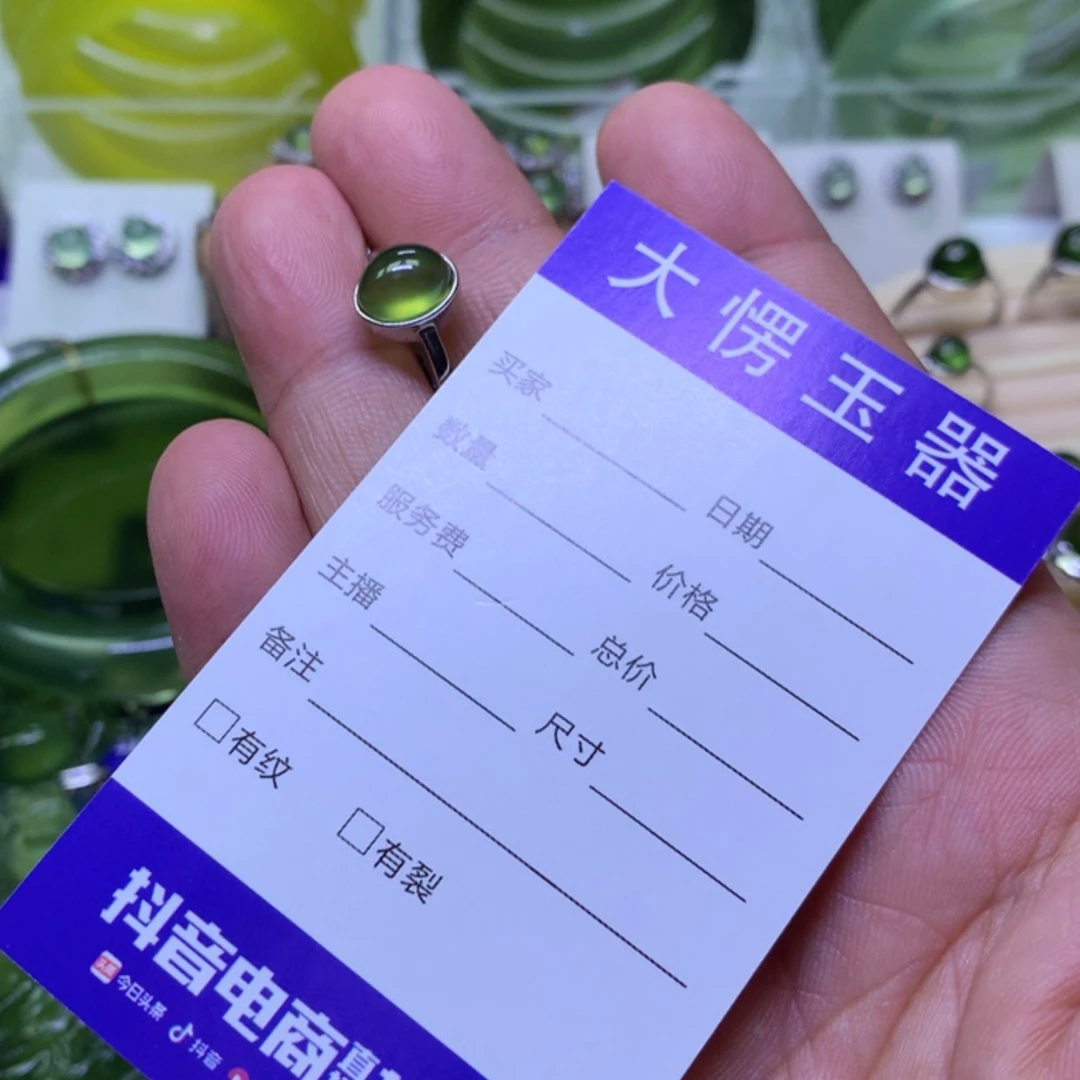 大愣玉器
买家 日期
数量 价格
服务费 总价
主播 尺寸
备注
有纹 有裂
抖音电商直
今日头条 抖音